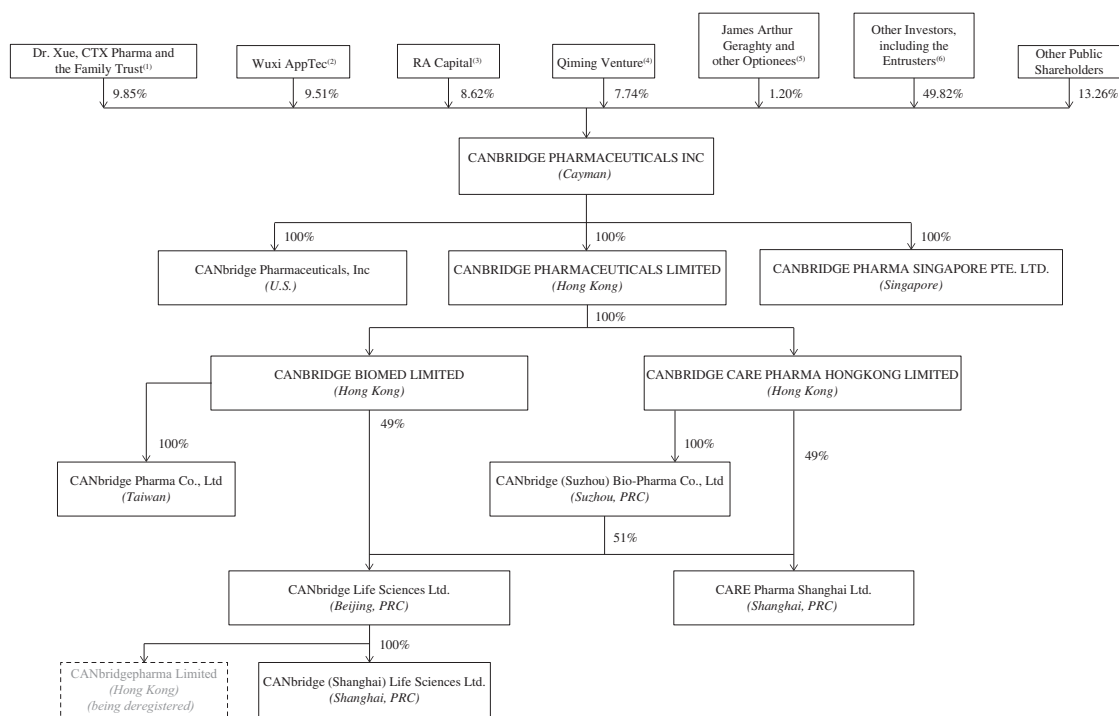 Dr. Xue, CTX Pharma and
the Family Trust(1)
Wuxi AppTec(2)
RA Capital(3)
Qiming Venture(4)
James Arthur
Geraghty and
other Optionees(5)
Other Investors,
including the
Entrusters(6)
Other Public
Shareholders
9.85%
9.51%
8.62%
7.74%
1.20%
49.82%
13.26%
CANBRIDGE PHARMACEUTICALS INC
(Cayman)
100%
100%
100%
CANbridge Pharmaceuticals, Inc
(U.S.)
CANBRIDGE PHARMACEUTICALS LIMITED
(Hong Kong)
CANBRIDGE PHARMA SINGAPORE PTE. LTD.
(Singapore)
100%
CANBRIDGE BIOMED LIMITED
(Hong Kong)
CANBRIDGE CARE PHARMA HONGKONG LIMITED
(Hong Kong)
49%
100%
100%
49%
CANbridge Pharma Co., Ltd
(Taiwan)
CANbridge (Suzhou) Bio-Pharma Co., Ltd
(Suzhou, PRC)
51%
CANbridge Life Sciences Ltd.
(Beijing, PRC)
CARE Pharma Shanghai Ltd.
(Shanghai, PRC)
100%
CANbridgepharma Limited
(Hong Kong)
(being deregistered)
CANbridge (Shanghai) Life Sciences Ltd.
(Shanghai, PRC)